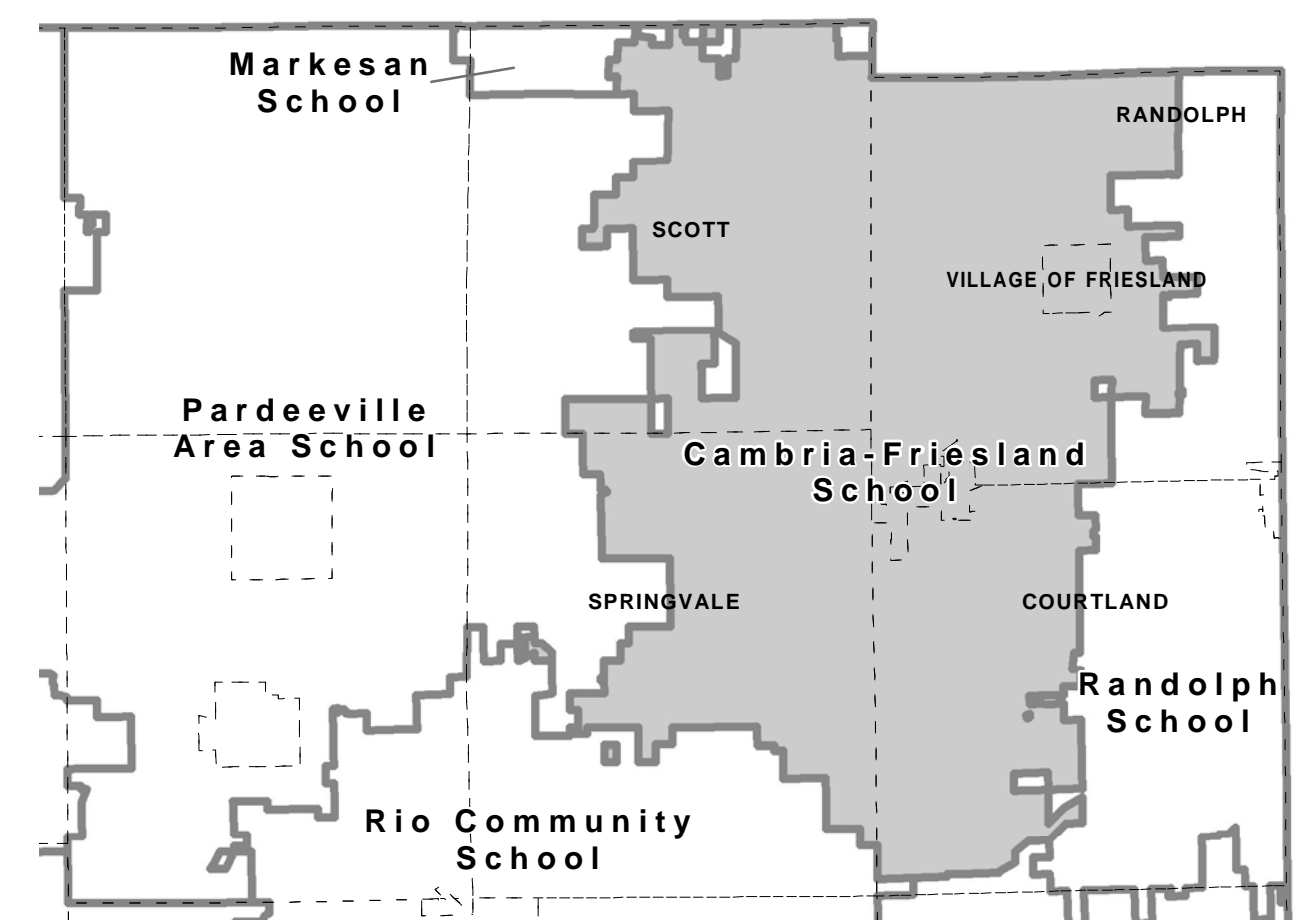 Markesan
School
RANDOLPH
SCOTT
VILLAGE OF FRIESLAND
Pardeeville
Area School
Cambria-Friesland
School
SPRINGVALE
COURTLAND
Randolph
School
Rio Community
School